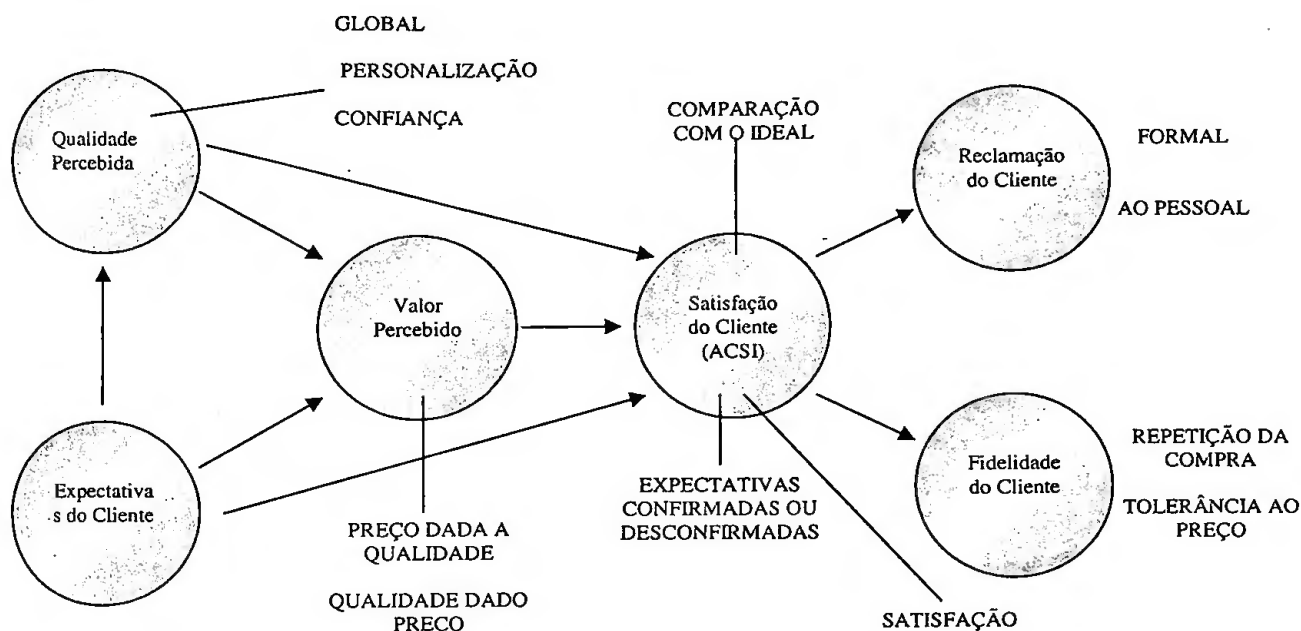 GLOBAL
PERSONALIZAÇÃO
CONFIANÇA
Qualidade
Percebida
COMPARAÇÃO
COM O IDEAL
Reclamação
do Cliente
FORMAL
AO PESSOAL
Valor
Percebido
Satisfação
do Cliente
(ACSI)
Expectativa
s do Cliente
PREÇO DADA A
QUALIDADE
QUALIDADE DADO
PREÇO
EXPECTATIVAS
CONFIRMADAS OU
DESCONFIRMADAS
SATISFAÇÃO
Fidelidade
do Cliente
REPETIÇÃO DA
COMPRA
TOLERÂNCIA AO
PREÇO